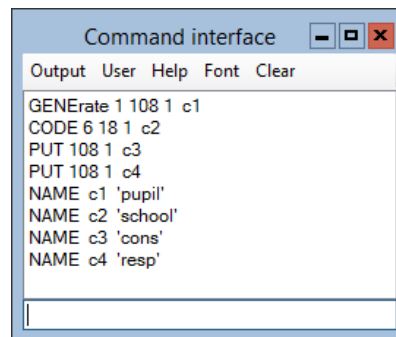 Command interface
Output User Help Font Clear
GENErate 1 108 1 c1
CODE 6 18 1 c2
PUT 108 1 c3
PUT 108 1 c4
NAME c1 'pupil'
NAME c2 'school'
NAME c3 'cons'
NAME c4 'resp'